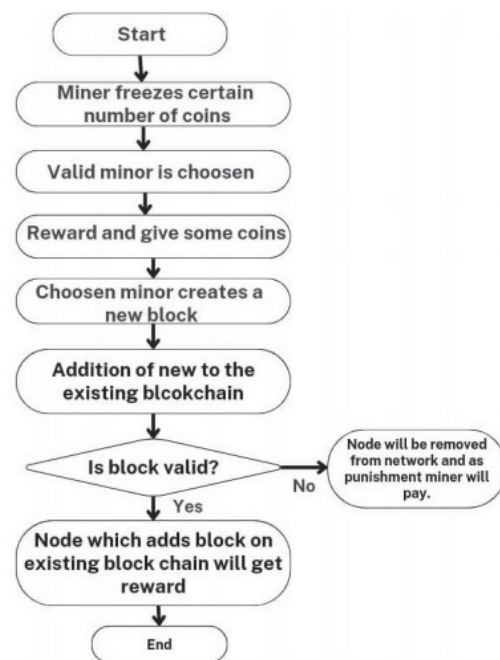 Start
Miner freezes certain
number of coins
Valid minor is choosen
Reward and give some coins
Choosen minor creates a
new block
Addition of new to the
existing blcokchain
Is block valid?
No
Node will be removed
from network and as
punishment miner will
pay.
Yes
Node which adds block on
existing block chain will get
reward
End